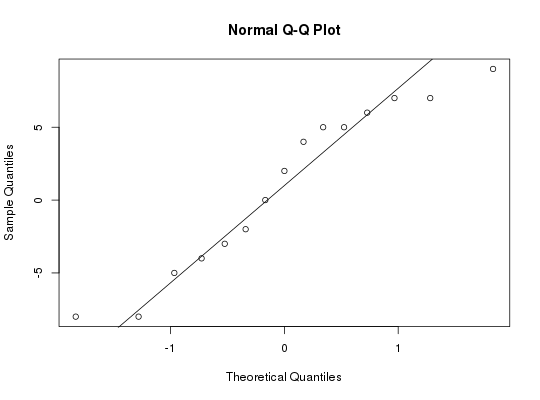 Normal Q-Q Plot
5
0
-5
Sample Quantiles
-1 0 1
Theoretical Quantiles